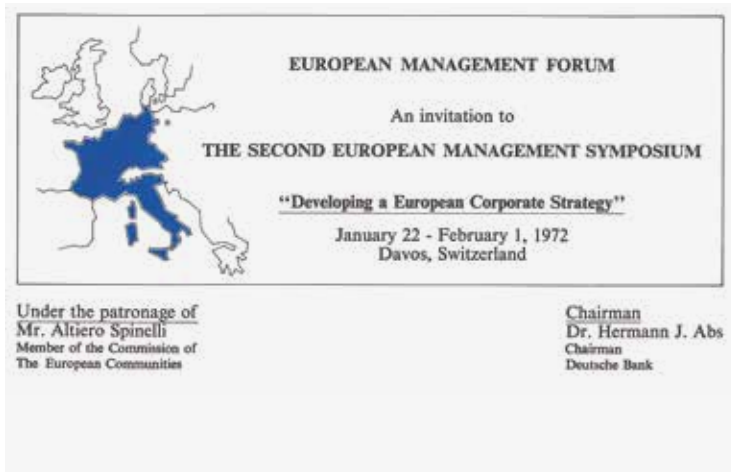 EUROPEAN MANAGEMENT FORUM
An invitation to
THE SECOND EUROPEAN MANAGEMENT SYMPOSIUM
“Developing a European Corporate Strategy”
January 22 - February 1, 1972
Davos, Switzerland
Under the patronage of
Mr. Altiero Spinelli
Member of the Commission of
The European Communities
Chairman
Dr. Hermann J. Abs
Chairman
Deutsche Bank